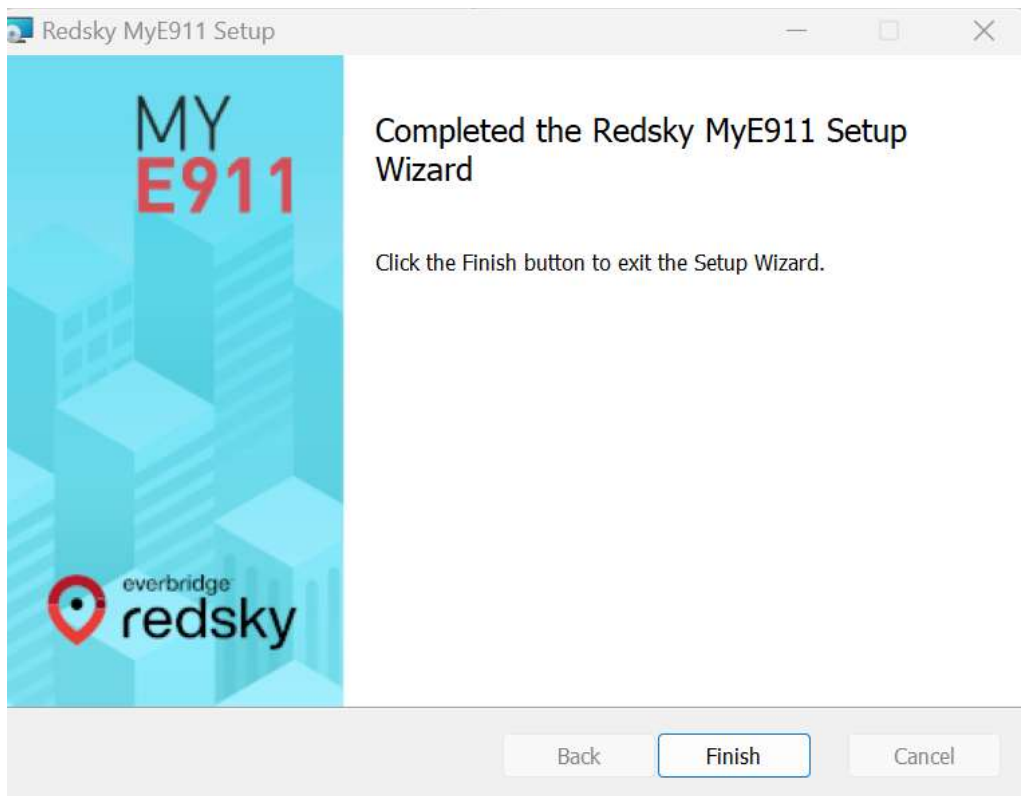 Redsky MyE911 Setup
MY
E911
Completed the Redsky MyE911 Setup
Wizard
Click the Finish button to exit the Setup Wizard.
everbridge
redsky
Back
Finish
Cancel